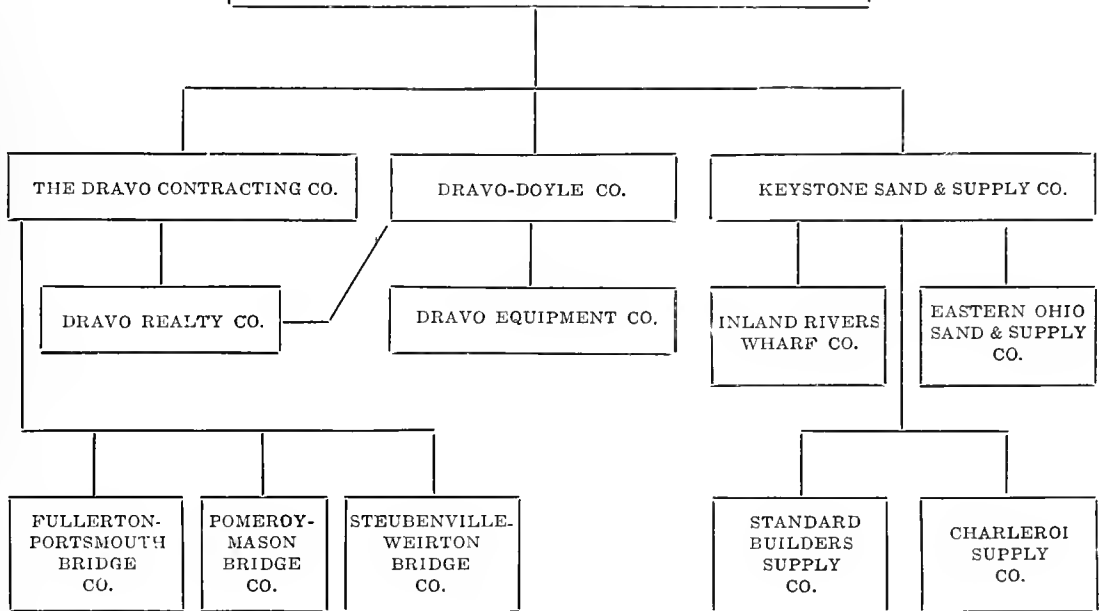 THE DRAVO CONTRACTING CO.
DRAVO-DOYLE CO.
KEYSTONE SAND & SUPPLY CO.
DRAVO REALTY CO.
DRAVO EQUIPMENT CO.
INLAND RIVERS
WHARF CO.
EASTERN OHIO
SAND & SUPPLY
CO.
FULLERTON-
PORTSMOUTH
BRIDGE
CO.
POMEROY-
MASON
BRIDGE
CO.
STEUBENVILLE-
WEIRTON
BRIDGE
CO.
STANDARD
BUILDERS
SUPPLY
CO.
CHARLEROI
SUPPLY
CO.